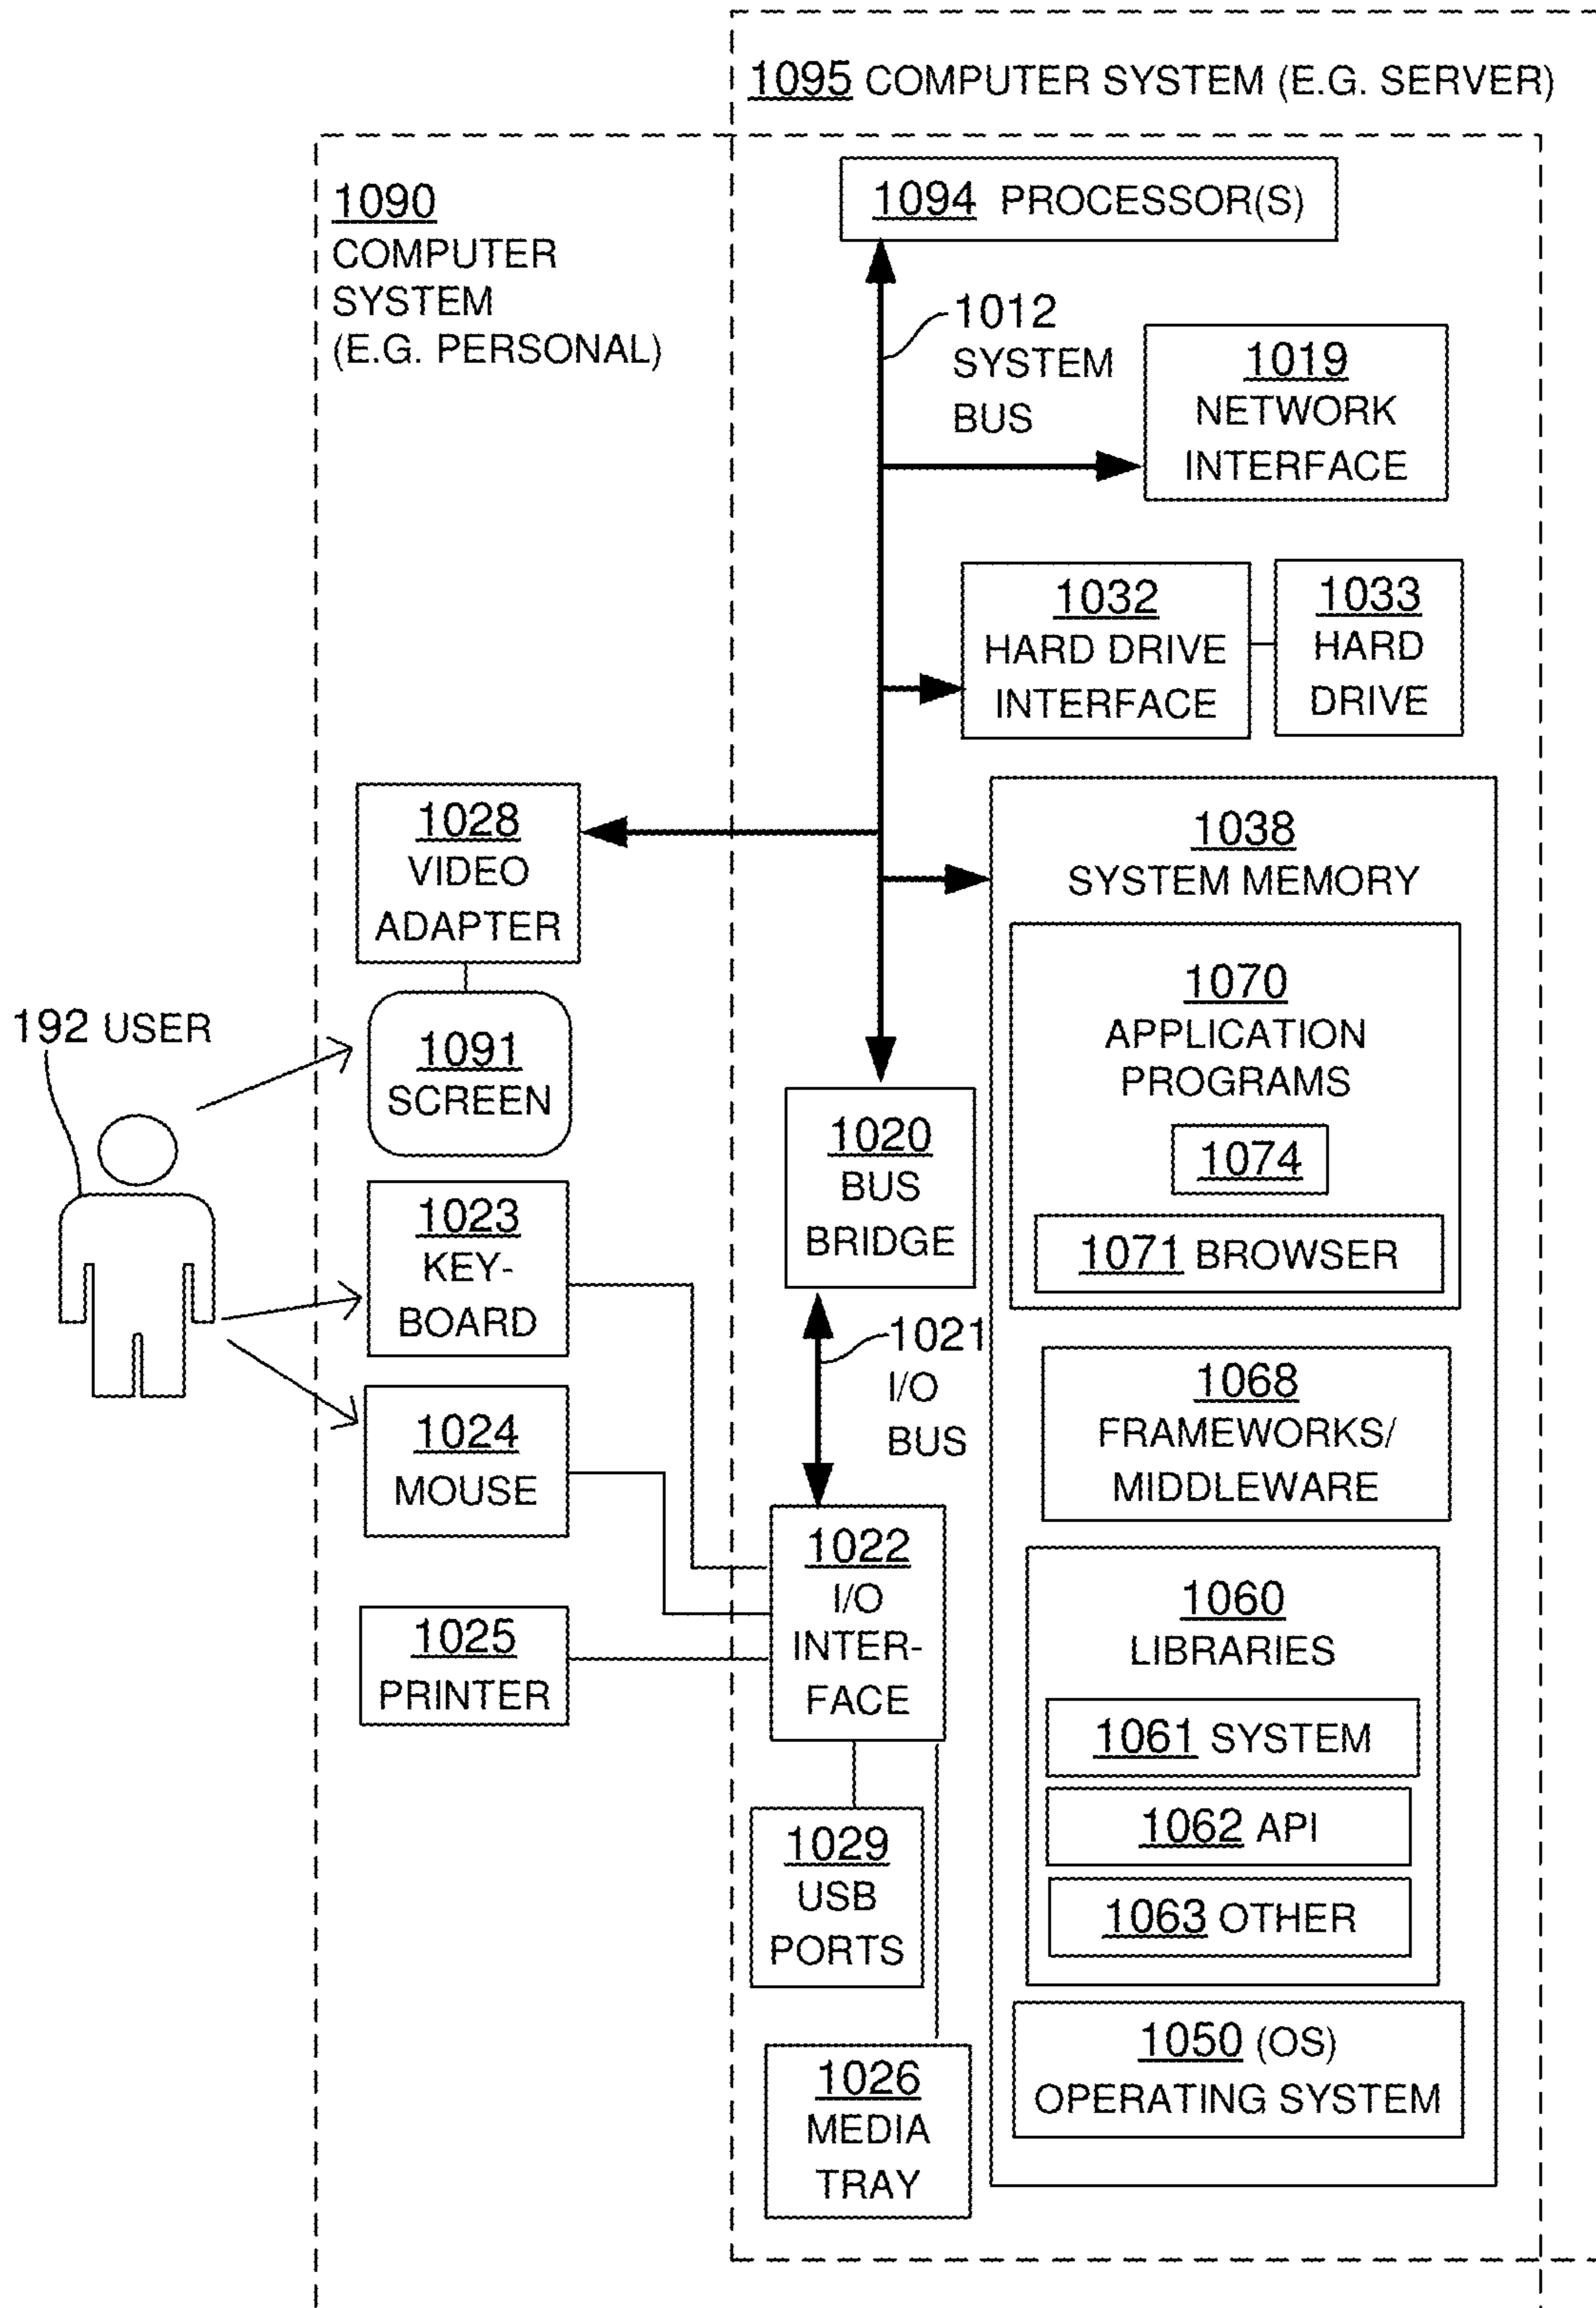 1095 COMPUTER SYSTEM (E.G. SERVER)
1090
COMPUTER
SYSTEM
(E.G. PERSONAL)
1094 PROCESSOR(S)
1012
SYSTEM
BUS
1019
NETWORK
INTERFACE
1032
HARD DRIVE
INTERFACE
1033
HARD
DRIVE
1028
VIDEO
ADAPTER
1038
SYSTEM MEMORY
192 USER
1091
SCREEN
1070
APPLICATION
PROGRAMS
1074
1071 BROWSER
1020
BUS
BRIDGE
1023
KEY-
BOARD
1021
I/O
BUS
1024
MOUSE
1068
FRAMEWORKS/
MIDDLEWARE
1022
I/O
INTER-
FACE
1025
PRINTER
1060
LIBRARIES
1061 SYSTEM
1062 API
1063 OTHER
1029
USB
PORTS
1050 (OS)
OPERATING SYSTEM
1026
MEDIA
TRAY